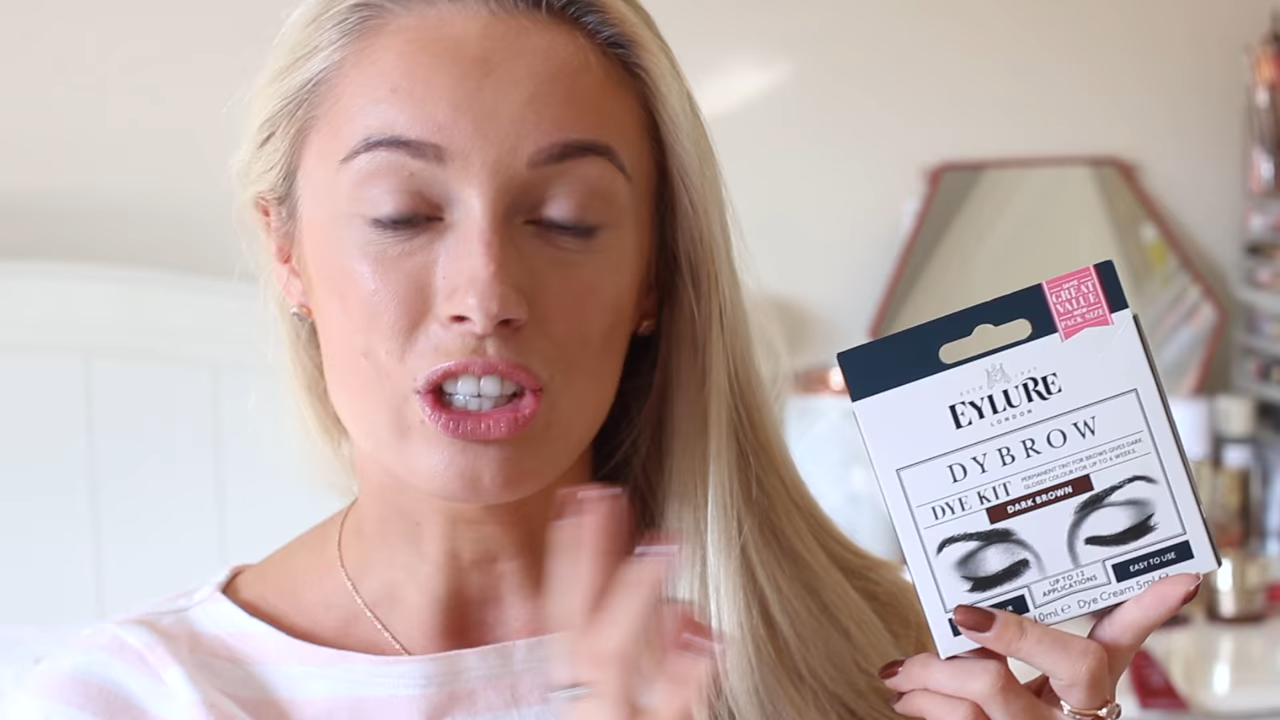 SAME
GREAT
VALUE
NEW
PACK SIZE
EYLURE
LONDON
DYBROW
DYE KIT
PERMANENT TINT FOR BROWS GIVES DARK,
GLOSSY COLOUR FOR UP TO 6 WEEKS.
DARK BROWN
UP TO 12
APPLICATIONS
EASY TO USE
10ml e Dye Cream 5ml e